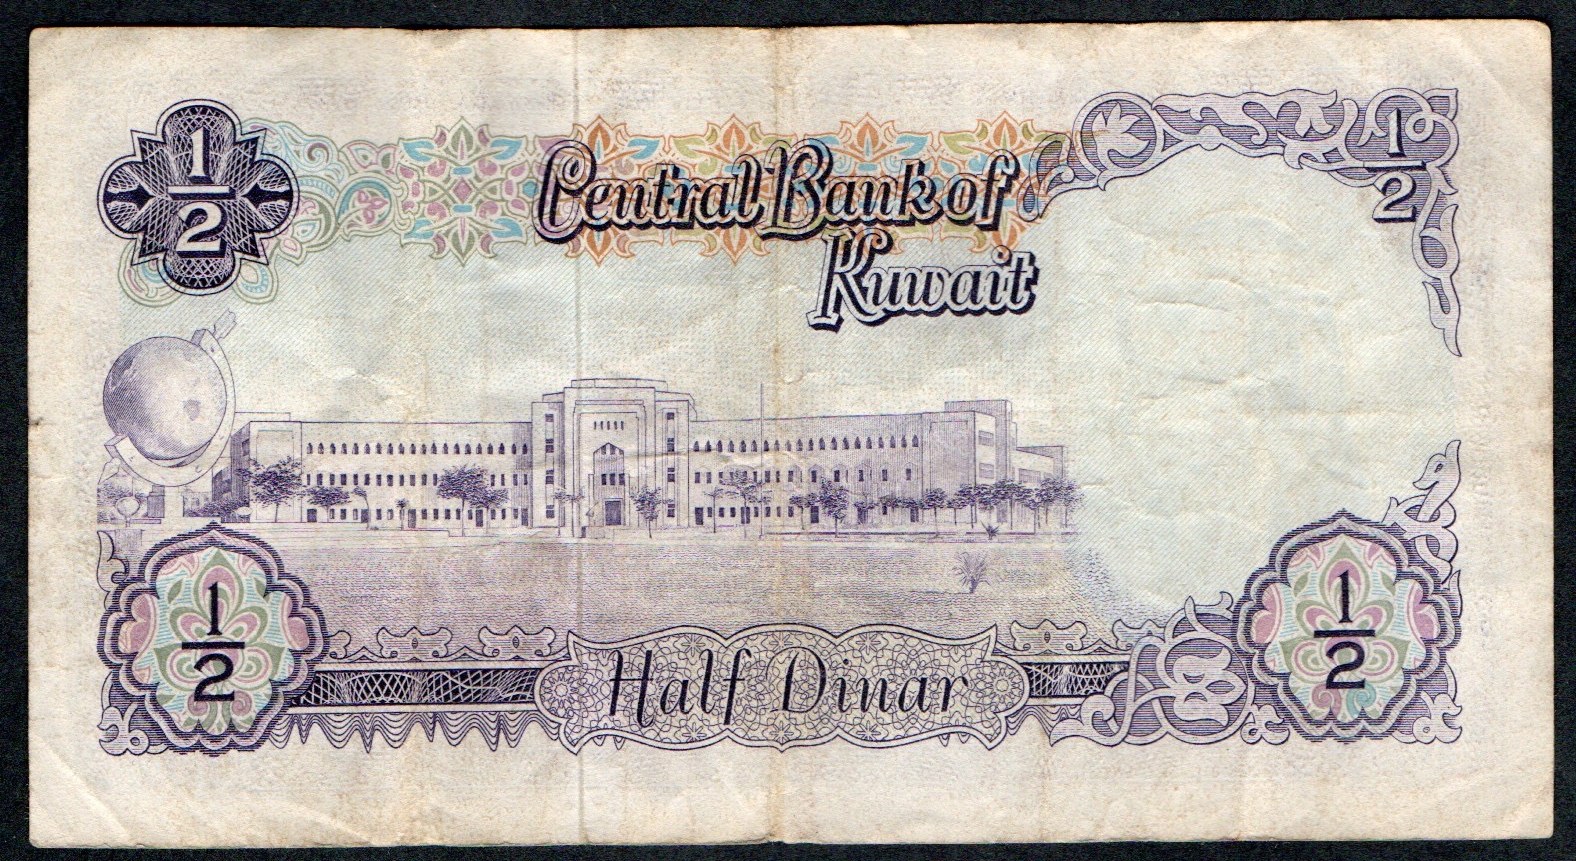 1/2
Central Bank of
Kuwait
1/2
1/2
Half Dinar
1/2